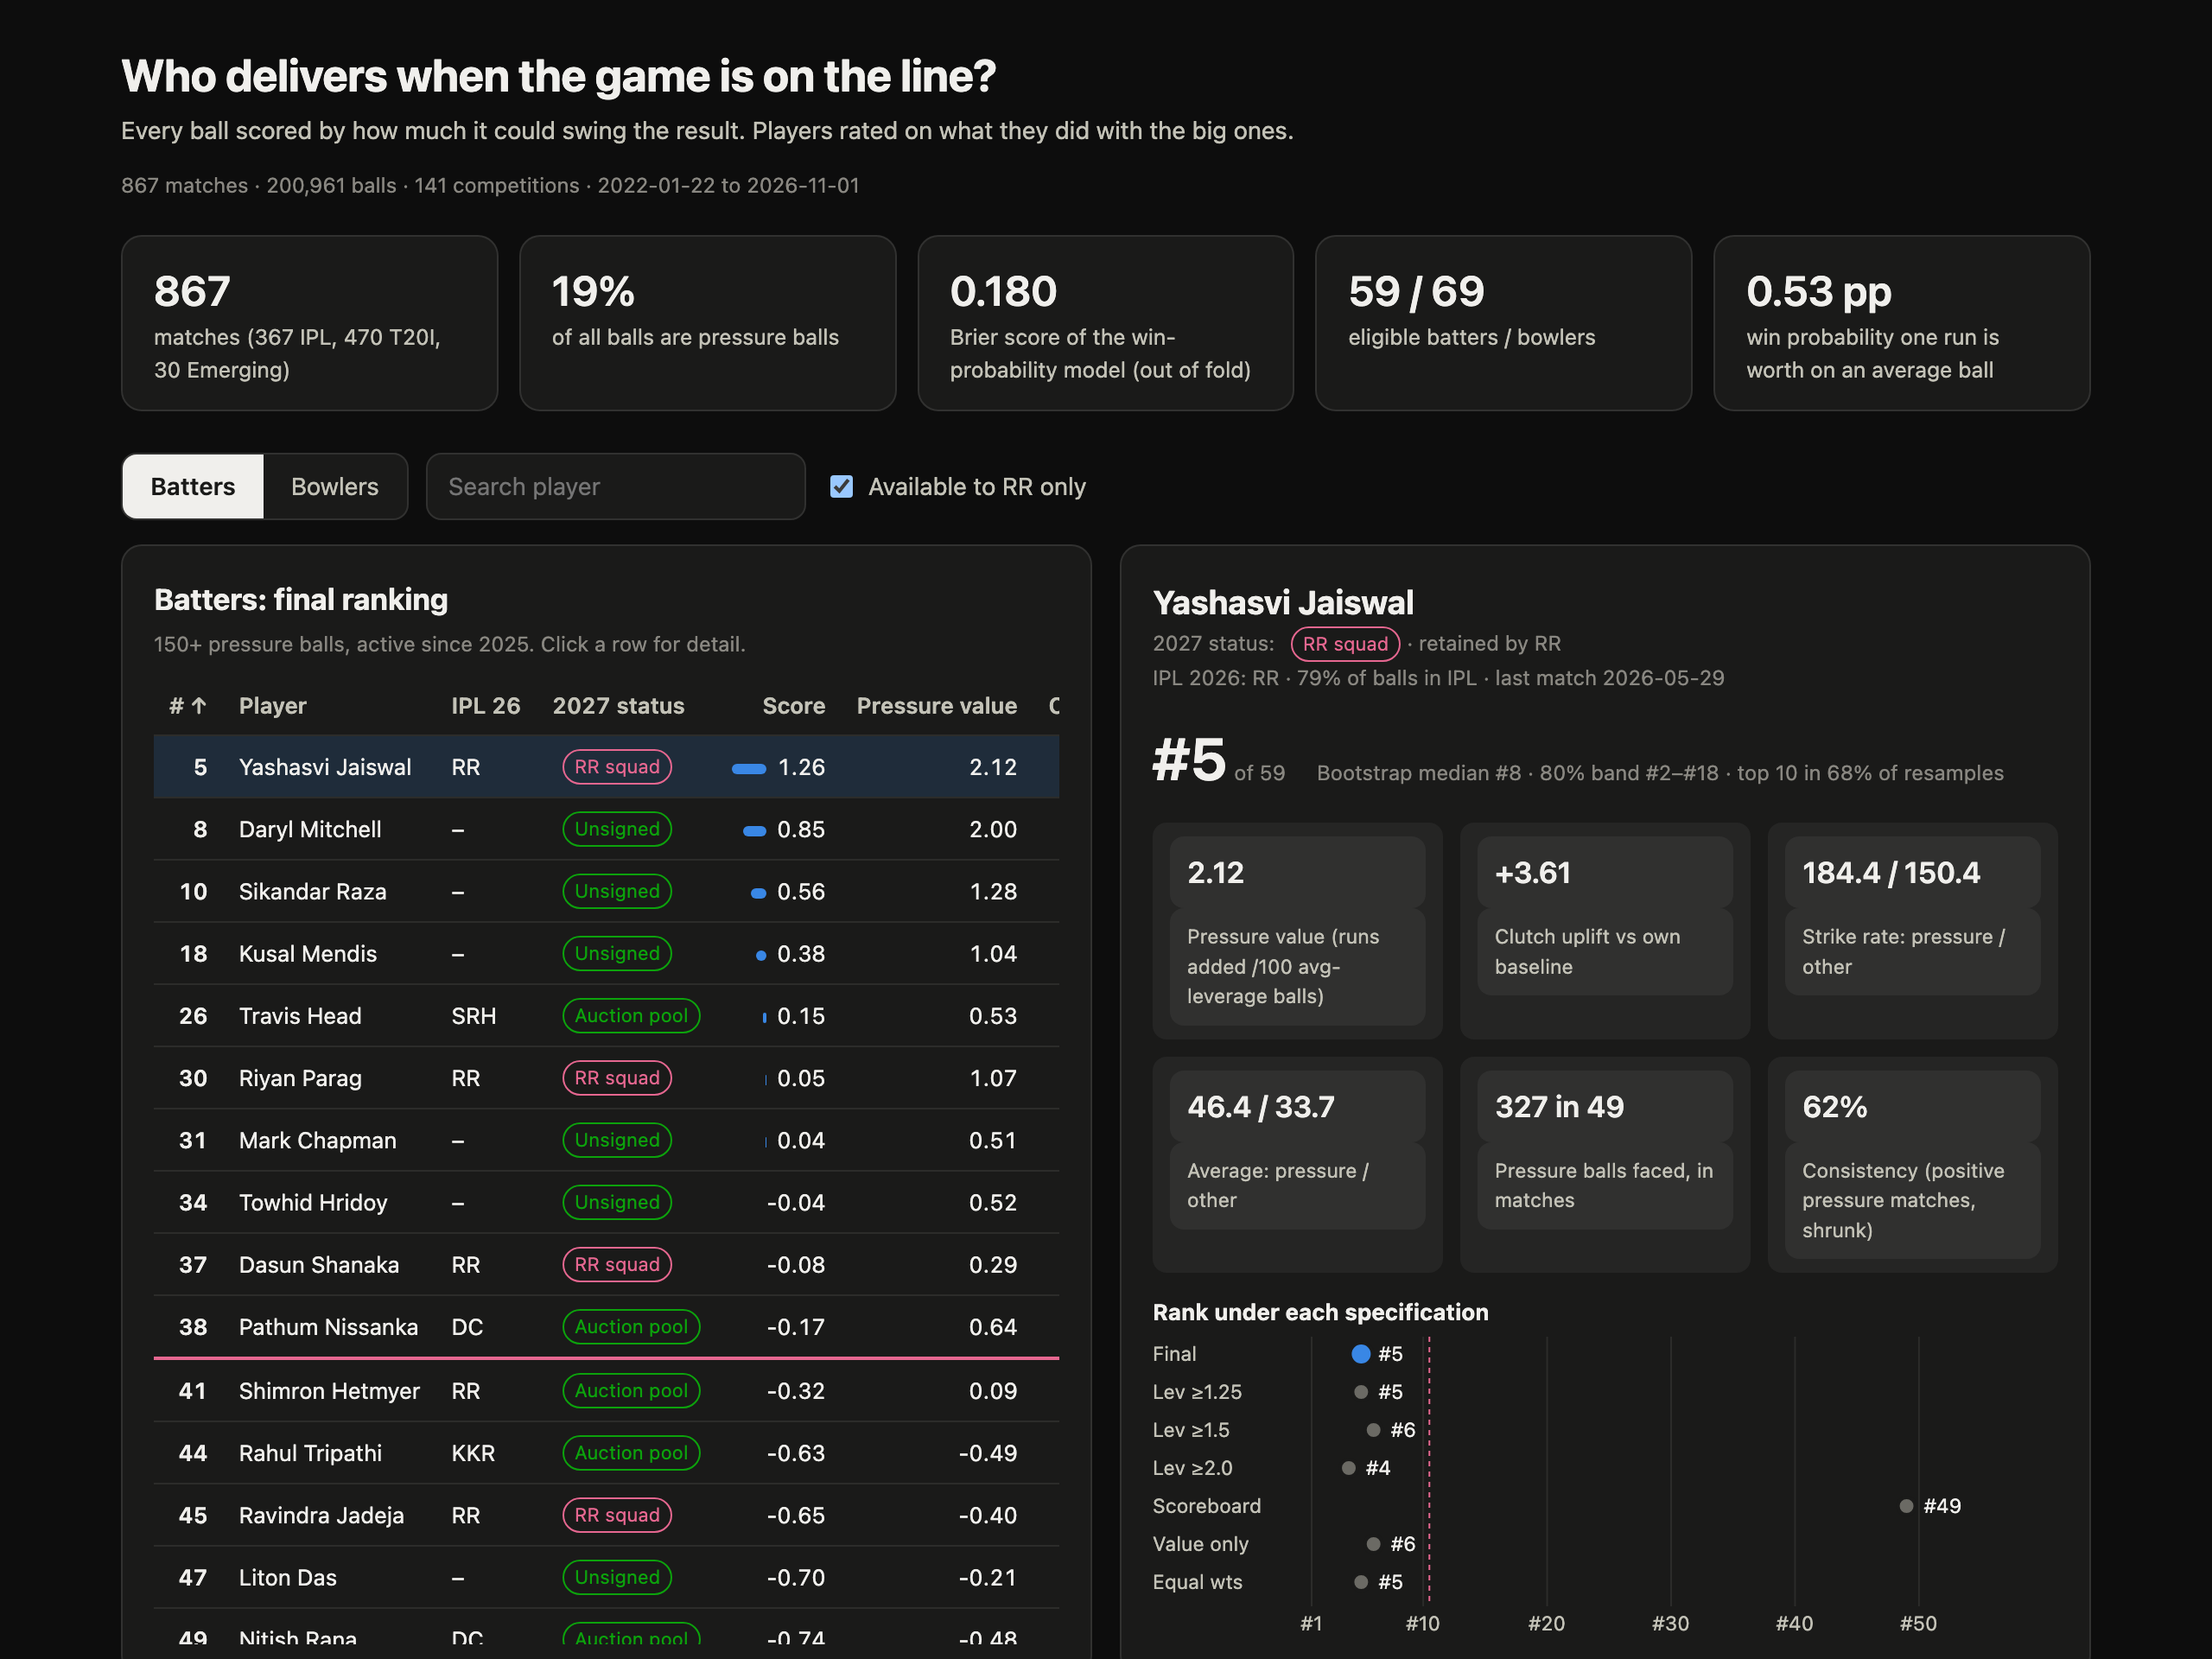 Who delivers when the game is on the line?
Every ball scored by how much it could swing the result. Players rated on what they did with the big ones.
867 matches · 200,961 balls · 141 competitions · 2022-01-22 to 2026-11-01
867
matches (367 IPL, 470 T20I,
30 Emerging)
19%
of all balls are pressure balls
0.180
Brier score of the win-
probability model (out of fold)
59 / 69
eligible batters / bowlers
0.53 pp
win probability one run is
worth on an average ball
Batters Bowlers Search player Available to RR only
Batters: final ranking
150+ pressure balls, active since 2025. Click a row for detail.
# ↑ Player IPL 26 2027 status Score Pressure value
5 Yashasvi Jaiswal RR RR squad 1.26 2.12
8 Daryl Mitchell – Unsigned 0.85 2.00
10 Sikandar Raza – Unsigned 0.56 1.28
18 Kusal Mendis – Unsigned 0.38 1.04
26 Travis Head SRH Auction pool 0.15 0.53
30 Riyan Parag RR RR squad 0.05 1.07
31 Mark Chapman – Unsigned 0.04 0.51
34 Towhid Hridoy – Unsigned -0.04 0.52
37 Dasun Shanaka RR RR squad -0.08 0.29
38 Pathum Nissanka DC Auction pool -0.17 0.64
41 Shimron Hetmyer RR Auction pool -0.32 0.09
44 Rahul Tripathi KKR Auction pool -0.63 -0.49
45 Ravindra Jadeja RR RR squad -0.65 -0.40
47 Liton Das – Unsigned -0.70 -0.21
49 Nitish Rana DC Auction pool -0.74 -0.48
Yashasvi Jaiswal
2027 status: RR squad · retained by RR
IPL 2026: RR · 79% of balls in IPL · last match 2026-05-29
#5 of 59 Bootstrap median #8 · 80% band #2–#18 · top 10 in 68% of resamples
2.12
Pressure value (runs
added /100 avg-
leverage balls)
+3.61
Clutch uplift vs own
baseline
184.4 / 150.4
Strike rate: pressure /
other
46.4 / 33.7
Average: pressure /
other
327 in 49
Pressure balls faced, in
matches
62%
Consistency (positive
pressure matches,
shrunk)
Rank under each specification
Final #5
Lev ≥1.25 #5
Lev ≥1.5 #6
Lev ≥2.0 #4
Scoreboard #49
Value only #6
Equal wts #5
#1 #10 #20 #30 #40 #50